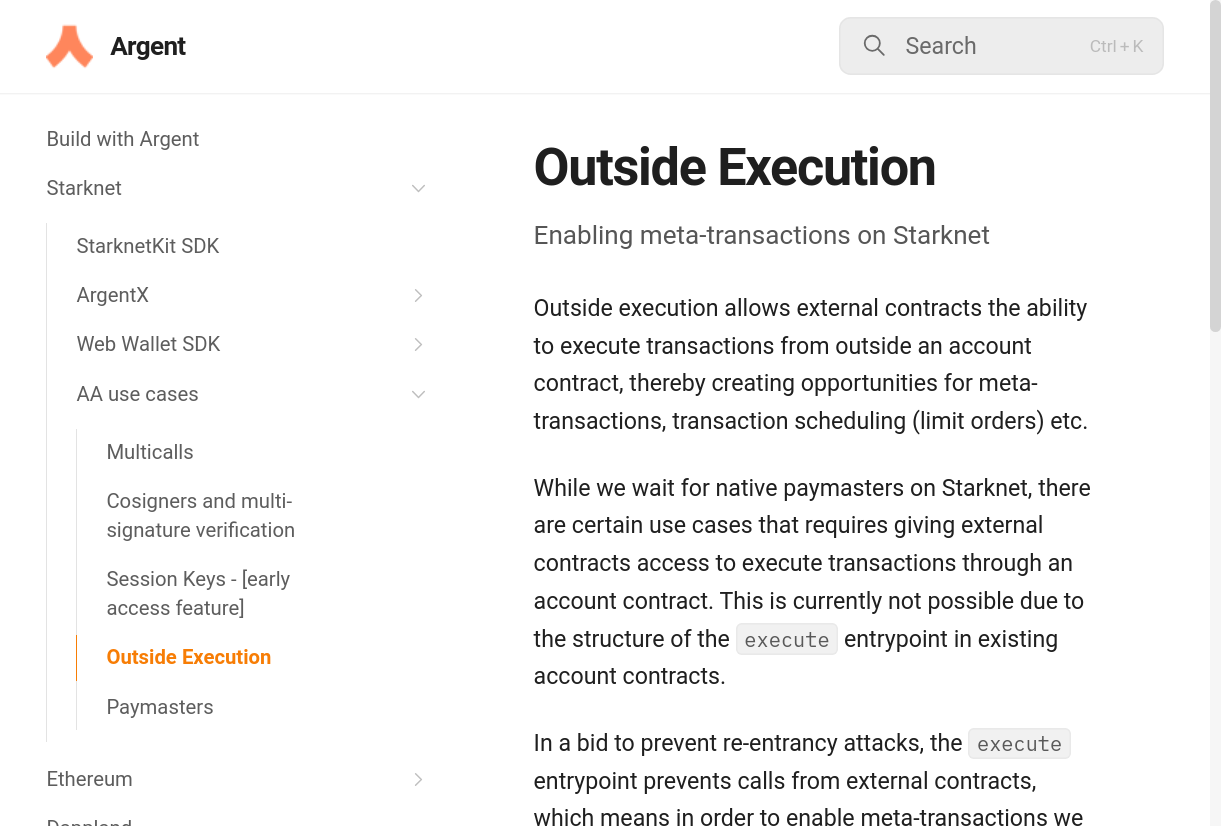 Argent
Search
Ctrl + K
Build with Argent
Starknet
StarknetKit SDK
ArgentX
Web Wallet SDK
AA use cases
Multicalls
Cosigners and multi-
signature verification
Session Keys - [early
access feature]
Outside Execution
Paymasters
Ethereum
Outside Execution
Enabling meta-transactions on Starknet
Outside execution allows external contracts the ability
to execute transactions from outside an account
contract, thereby creating opportunities for meta-
transactions, transaction scheduling (limit orders) etc.
While we wait for native paymasters on Starknet, there
are certain use cases that requires giving external
contracts access to execute transactions through an
account contract. This is currently not possible due to
the structure of the execute entrypoint in existing
account contracts.
In a bid to prevent re-entrancy attacks, the execute
entrypoint prevents calls from external contracts,
which means in order to enable meta-transactions we